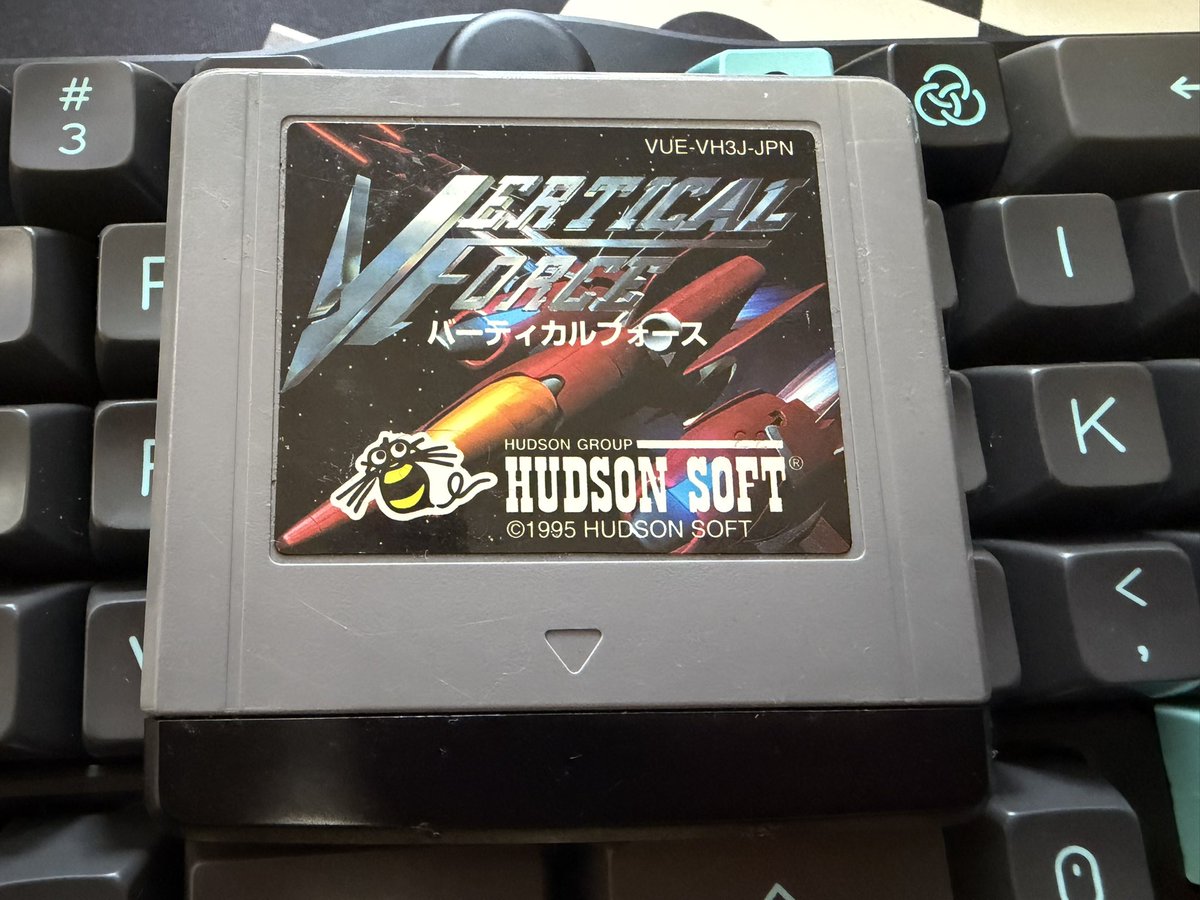 VUE-VH3J-JPN
VERTICAL
FORCE
バーティカルフォース
HUDSON GROUP
HUDSON SOFT®
©1995 HUDSON SOFT
#
3
←
I
K
<
,